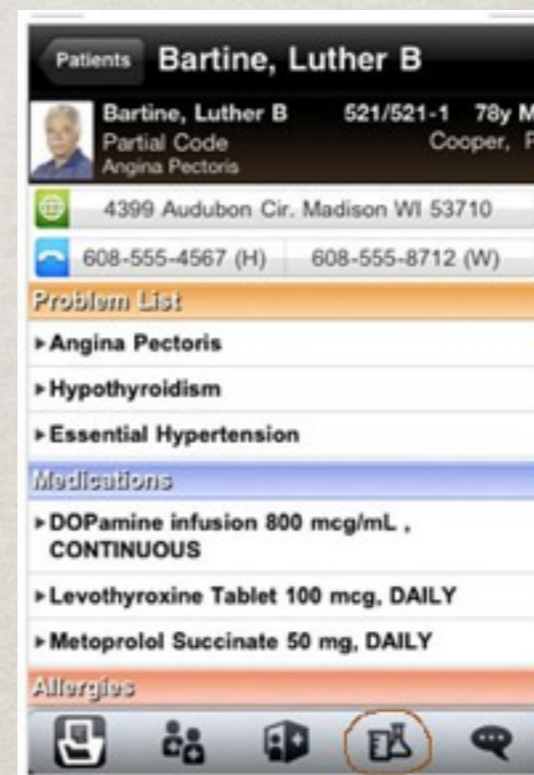 Patients Bartine, Luther B
Bartine, Luther B 521/521-1 78y M
Partial Code Cooper,
Angina Pectoris
4399 Audubon Cir. Madison WI 53710
608-555-4567 (H) 608-555-8712 (W)
Problem List
Angina Pectoris
Hypothyroidism
Essential Hypertension
Medications
DOPamine infusion 800 mcg/mL ,
CONTINUOUS
Levothyroxine Tablet 100 mcg, DAILY
Metoprolol Succinate 50 mg, DAILY
Allergies